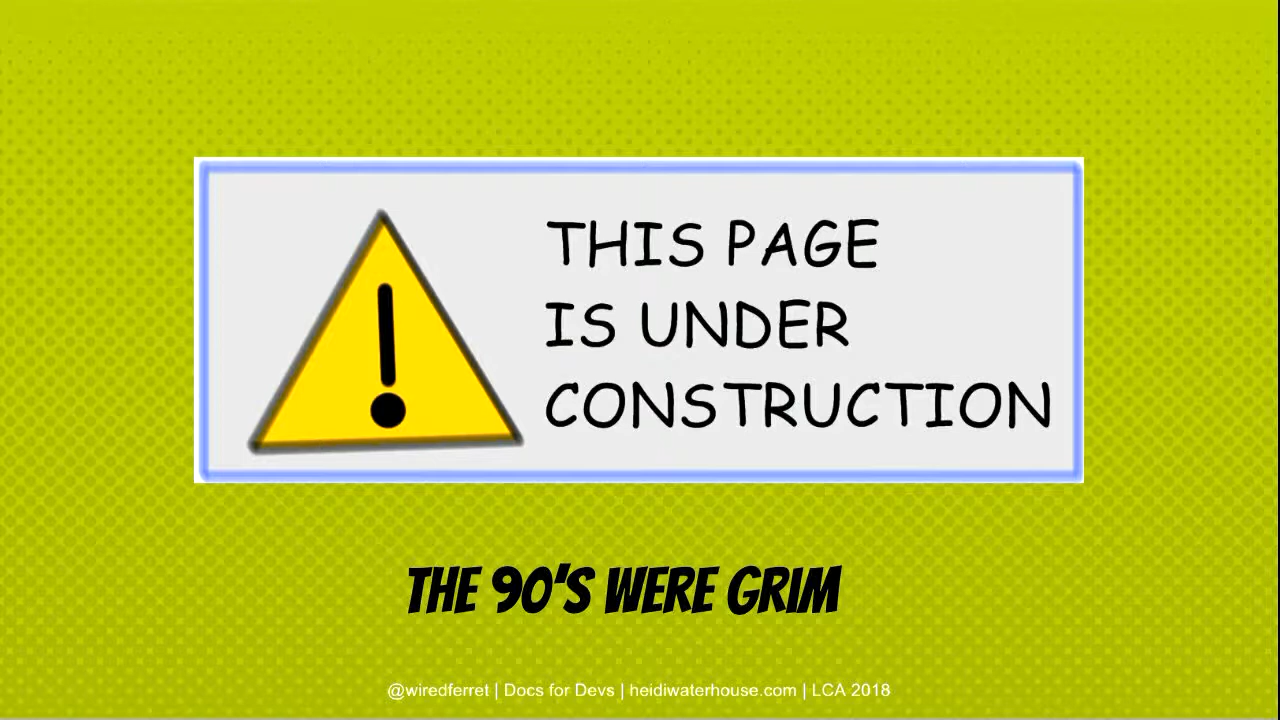 THIS PAGE
IS UNDER
CONSTRUCTION
THE 90'S WERE GRIM
@wiredferret | Docs for Devs | heidiwaterhouse.com | LCA 2018